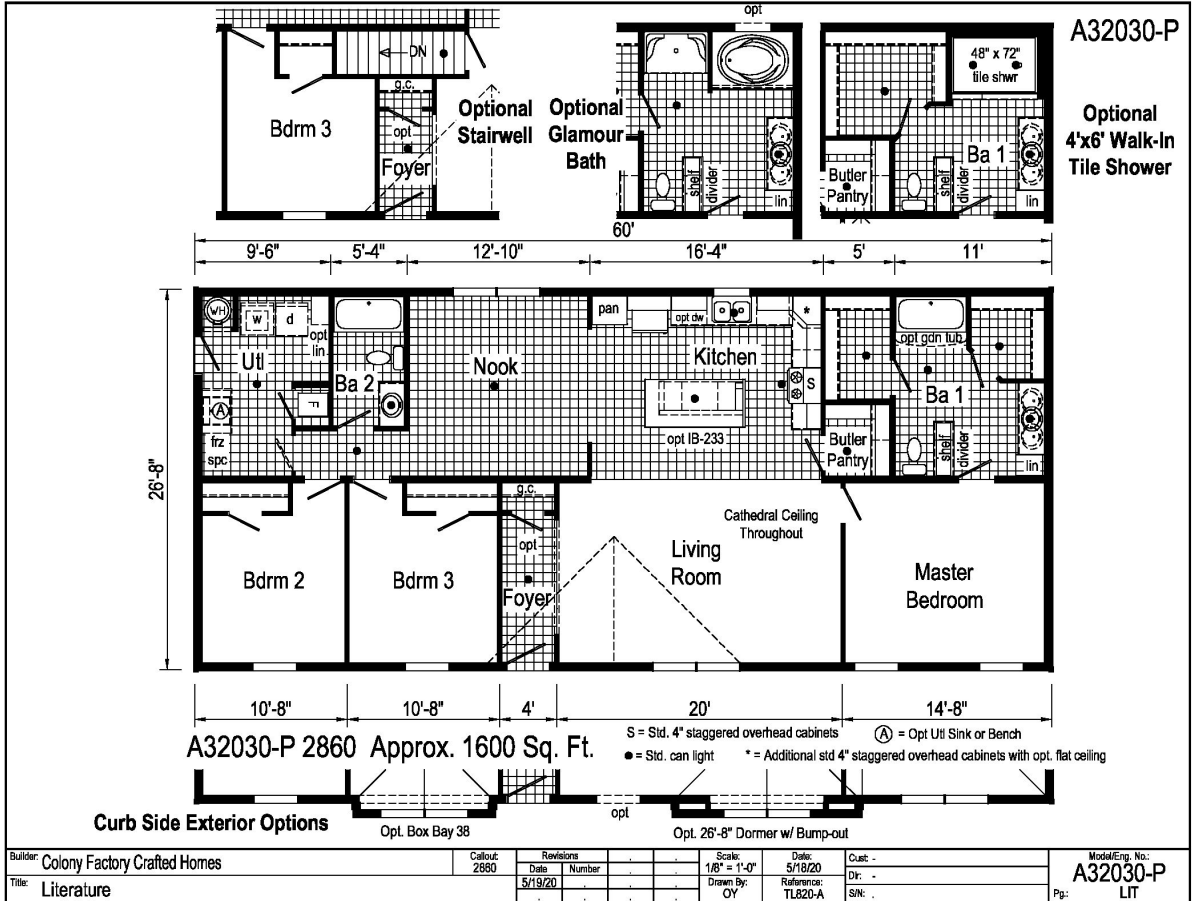 opt
A32030-P
DN
g.c.
Optional
Stairwell
Bdrm 3
opt
Foyer
Optional
Glamour
Bath
shelf
divider
lin
48" x 72"
tile shwr
Optional
4'x6' Walk-In
Tile Shower
Ba 1
Butler
Pantry
shelf
divider
lin
60'
9'-6"
5'-4"
12'-10"
16'-4"
5'
11'
26'-8"
WH
w
d
opt
lin
Utl
A
frz
spc
F
Ba 2
Nook
pan
opt dw
*
Kitchen
S
opt IB-233
opt gdn tub
Ba 1
Butler
Pantry
shelf
divider
lin
g.c.
opt
Foyer
Bdrm 2
Bdrm 3
Cathedral Ceiling
Throughout
Living
Room
Master
Bedroom
10'-8"
10'-8"
4'
20'
14'-8"
A32030-P 2860 Approx. 1600 Sq. Ft.
S = Std. 4" staggered overhead cabinets
A = Opt Utl Sink or Bench
● = Std. can light
* = Additional std 4" staggered overhead cabinets with opt. flat ceiling
Curb Side Exterior Options
Opt. Box Bay 38
opt
Opt. 26'-8" Dormer w/ Bump-out
Builder: Colony Factory Crafted Homes
Title: Literature
Callout:
2860
Revisions
Date Number
5/19/20
Scale:
1/8" = 1'-0"
Drawn By:
OY
Date:
5/18/20
Reference:
TL820-A
Cust: -
Dlr: -
S/N: .
Model/Eng. No.:
A32030-P
Pg.: LIT